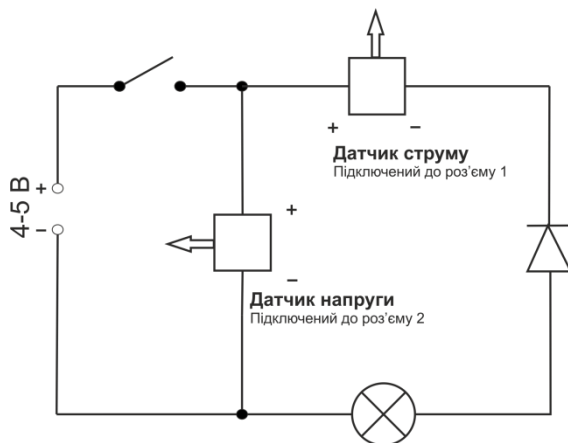 + −
Датчик струму
Підключений до роз’єму 1
4-5 В
+
−
+
−
Датчик напруги
Підключений до роз’єму 2